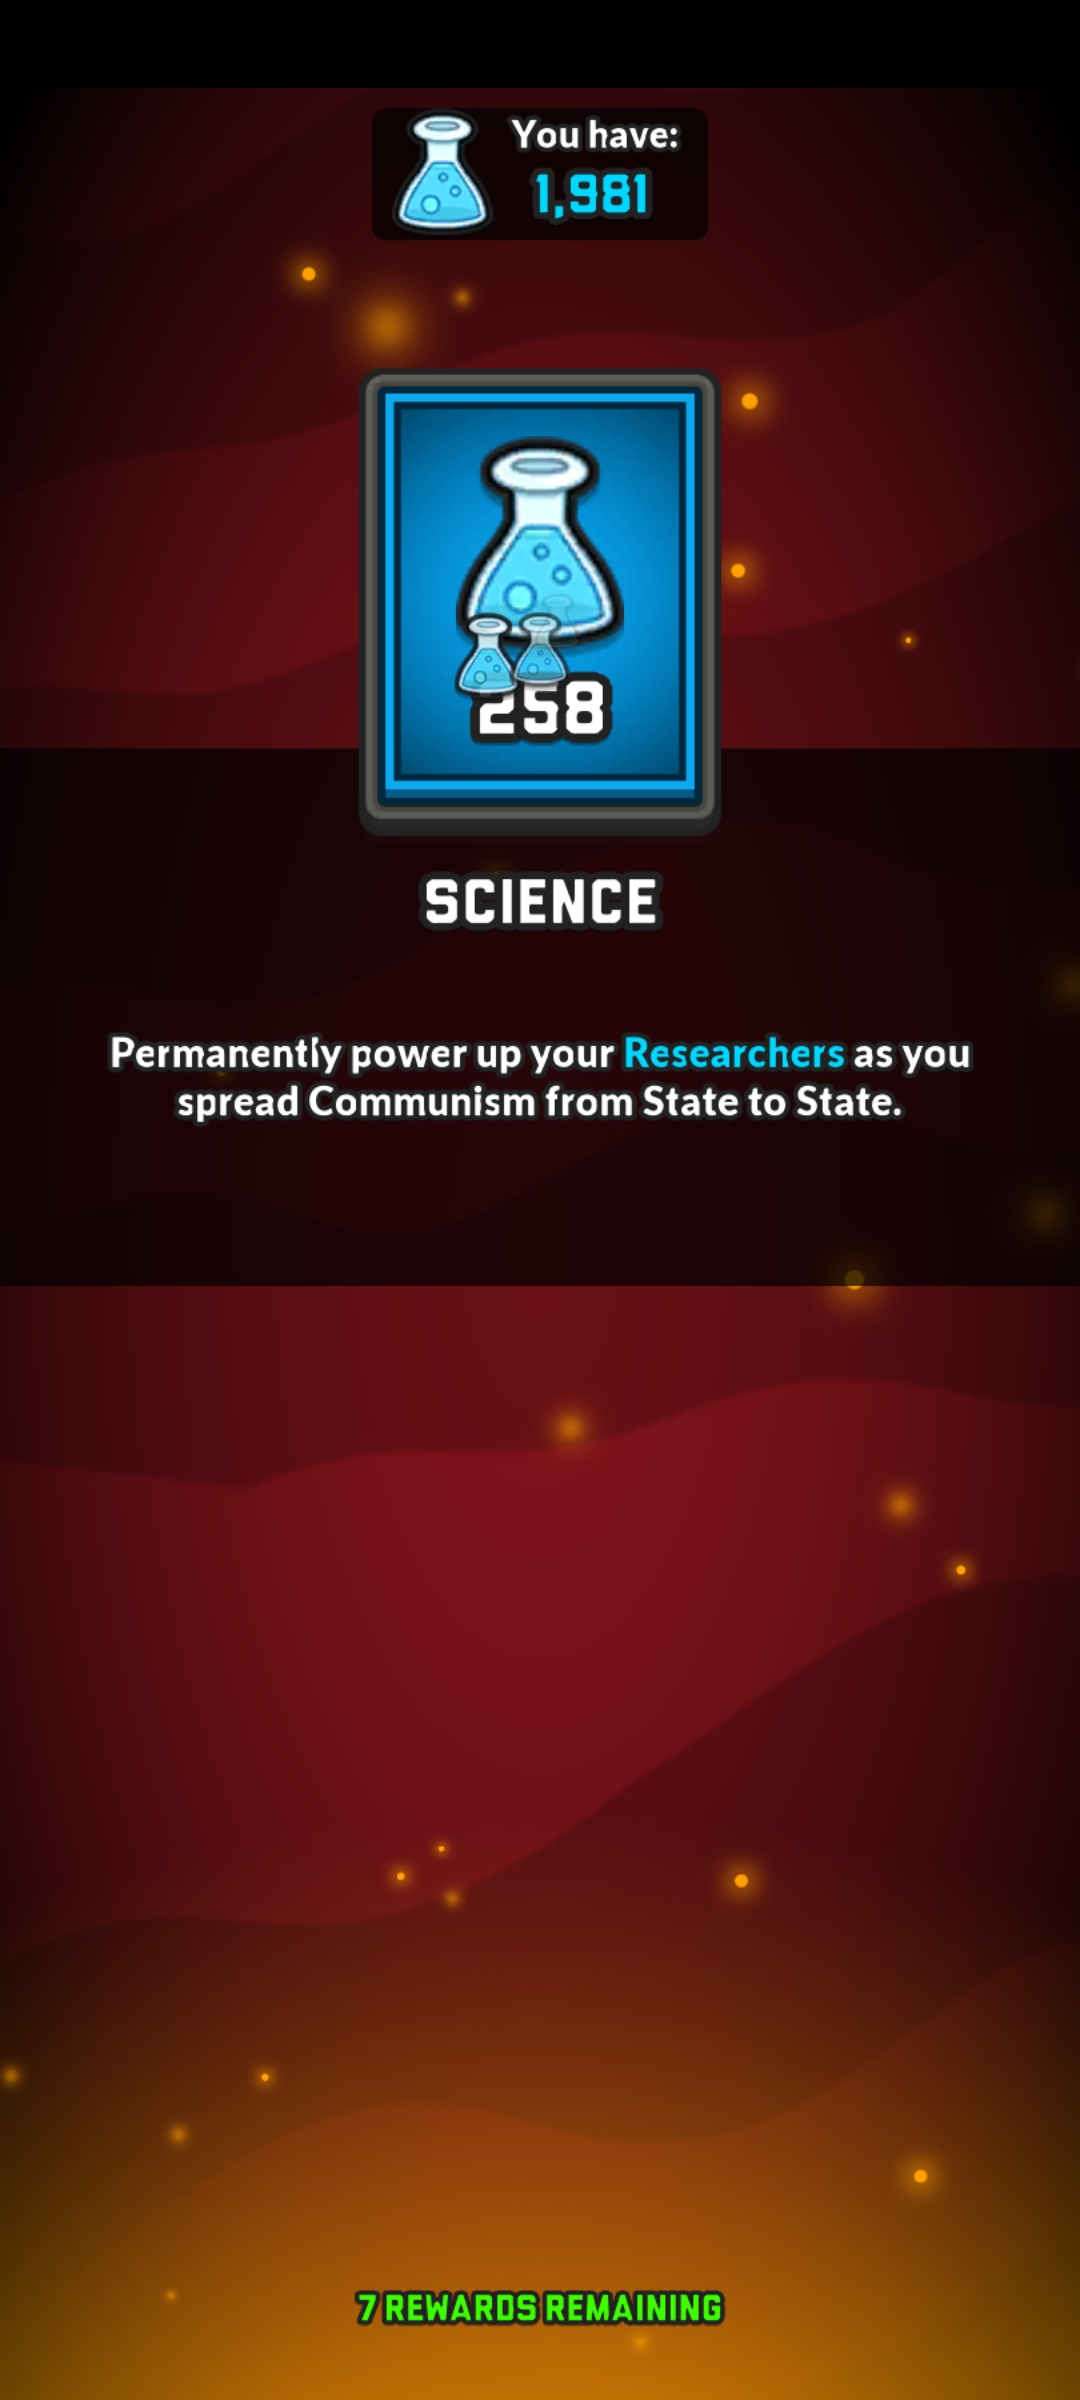 You have:
1,981
258
SCIENCE
Permanently power up your Researchers as you
spread Communism from State to State.
7 REWARDS REMAINING